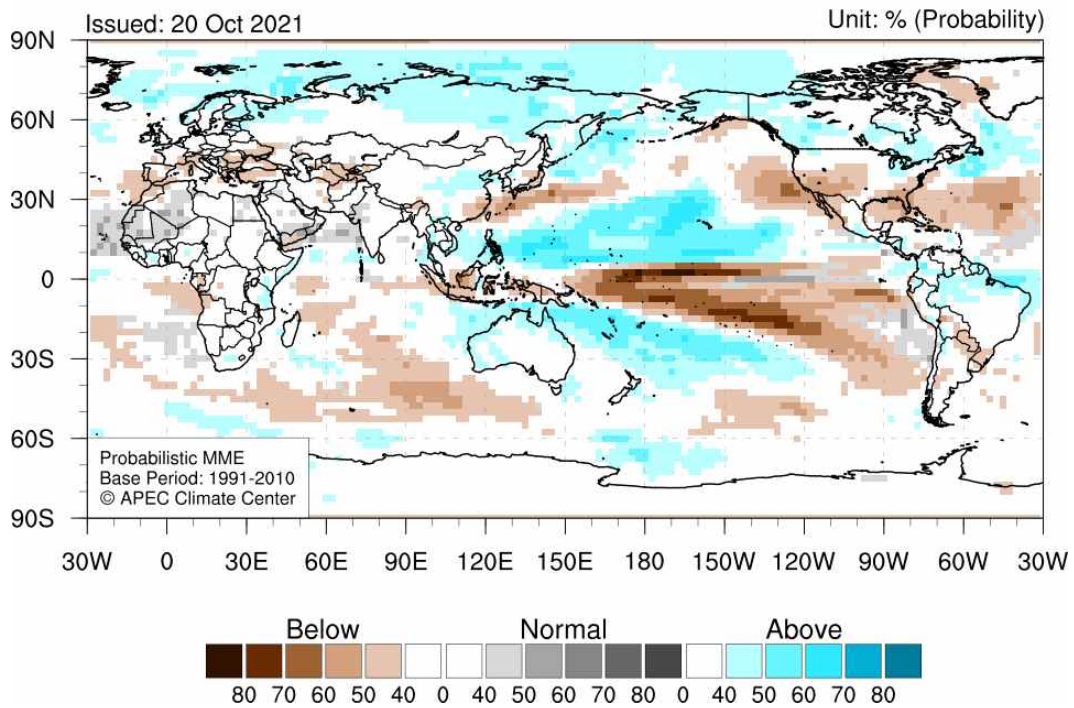 Issued: 20 Oct 2021 Unit: % (Probability)
90N
60N
30N
0
30S
60S
90S
Probabilistic MME
Base Period: 1991-2010
© APEC Climate Center
30W 0 30E 60E 90E 120E 150E 180 150W 120W 90W 60W 30W
Below Normal Above
80 70 60 50 40 0 40 50 60 70 80 0 40 50 60 70 80